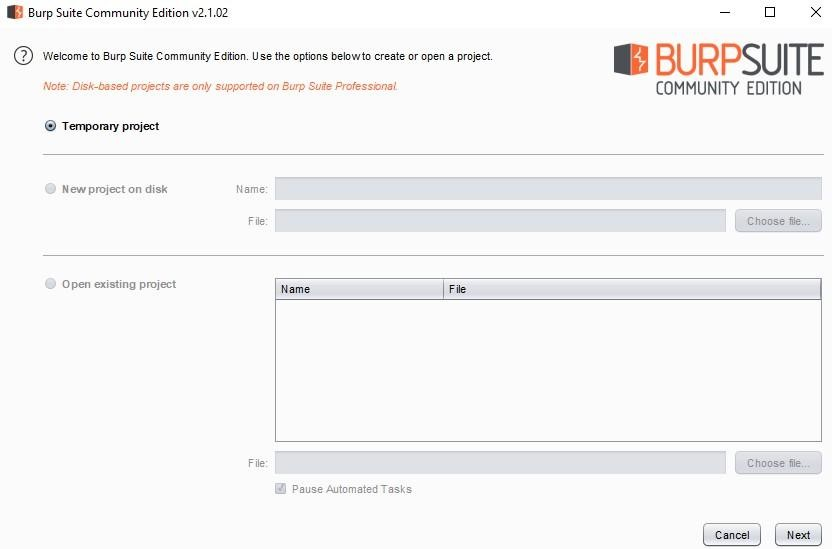 Burp Suite Community Edition v2.1.02
Welcome to Burp Suite Community Edition. Use the options below to create or open a project.
BURPSUITE
COMMUNITY EDITION
Note: Disk-based projects are only supported on Burp Suite Professional.
Temporary project
New project on disk
Name:
File:
Choose file...
Open existing project
Name
File
File:
Choose file...
Pause Automated Tasks
Cancel
Next